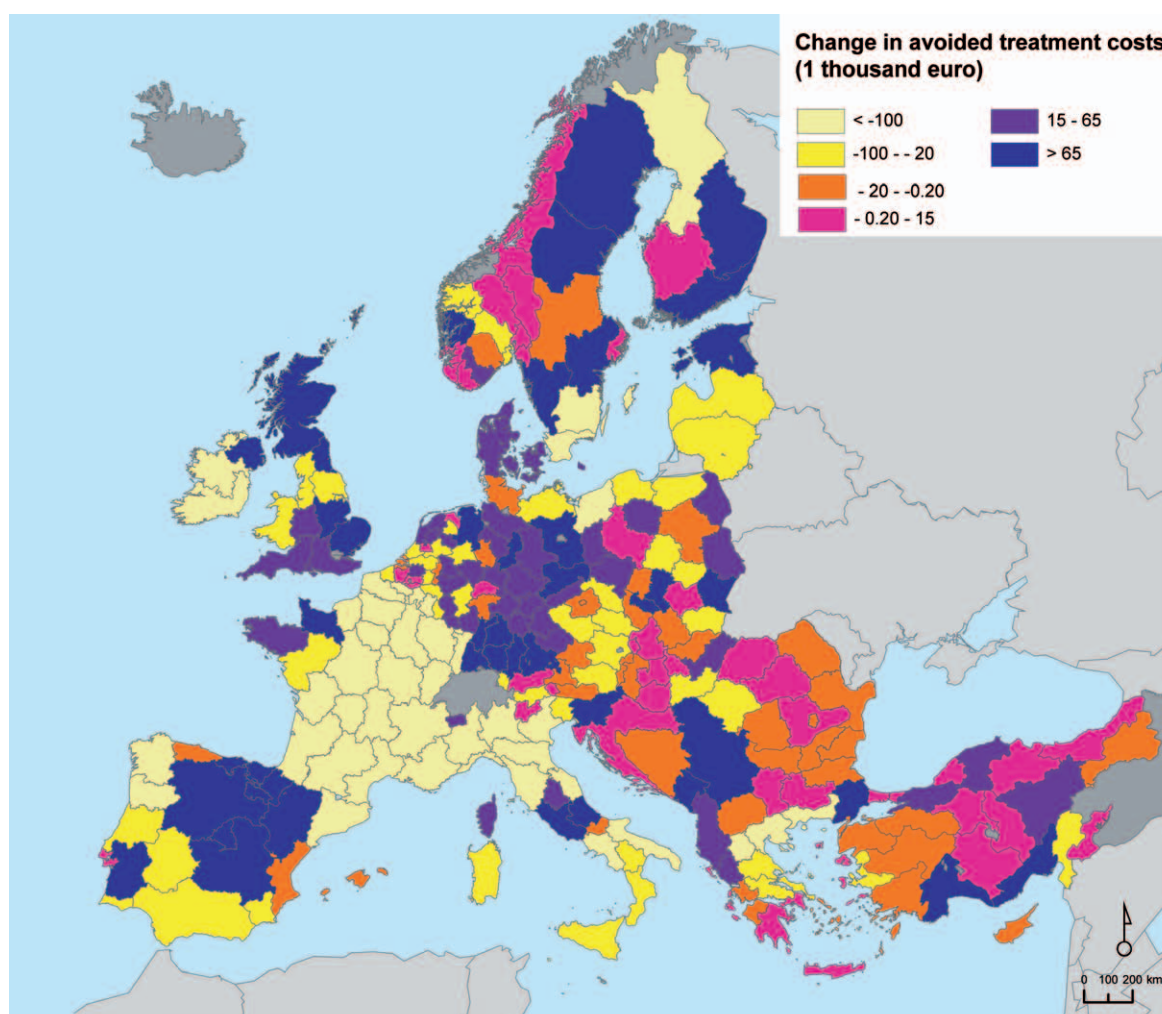 Change in avoided treatment costs
(1 thousand euro)
< -100
-100 - - 20
- 20 - -0.20
- 0.20 - 15
15 - 65
> 65
0 100 200 km